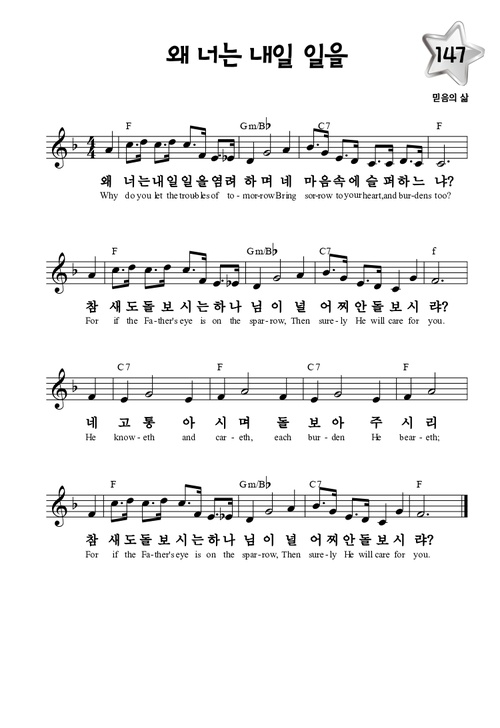 왜 너는 내일 일을
147
믿음의 삶
F Gm/B♭ C7 F
왜 너는내일일을염려 하며네 마음속에슬퍼하느 냐?
Why do you let the troubles of to-morrow Bring sor-row to your heart,and bur-dens too?
F Gm/B♭ C7 f
참 새도돌보시는하나 님이 널 어찌안돌보시 랴?
For if the Fa-ther's eye is on the spar-row, Then sure-ly He will care for you.
C7 F C7 F
네 고통 아시며 돌보아 주시리
He know-eth and car-eth, each bur-den He bear-eth;
F Gm/B♭ C7 F
참 새도돌보시는하나 님이 널 어찌안돌보시 랴?
For if the Fa-ther's eye is on the spar-row, Then sure-ly He will care for you.